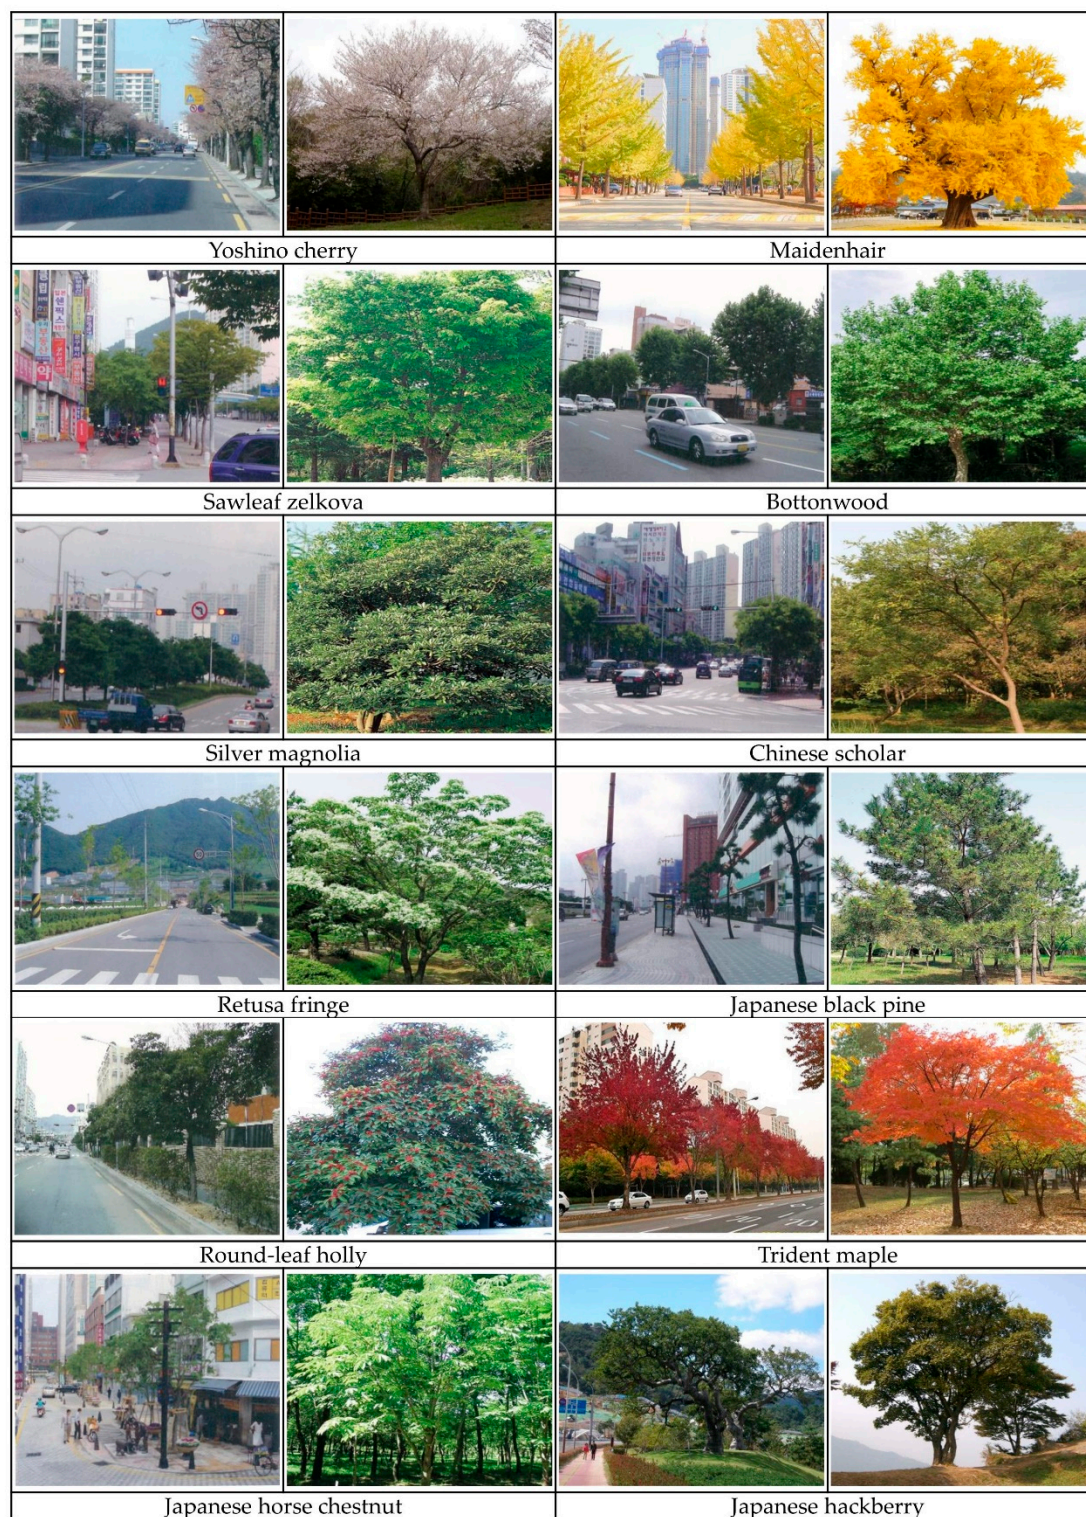 Yoshino cherry
Maidenhair
Sawleaf zelkova
Bottonwood
Silver magnolia
Chinese scholar
Retusa fringe
Japanese black pine
Round-leaf holly
Trident maple
Japanese horse chestnut
Japanese hackberry